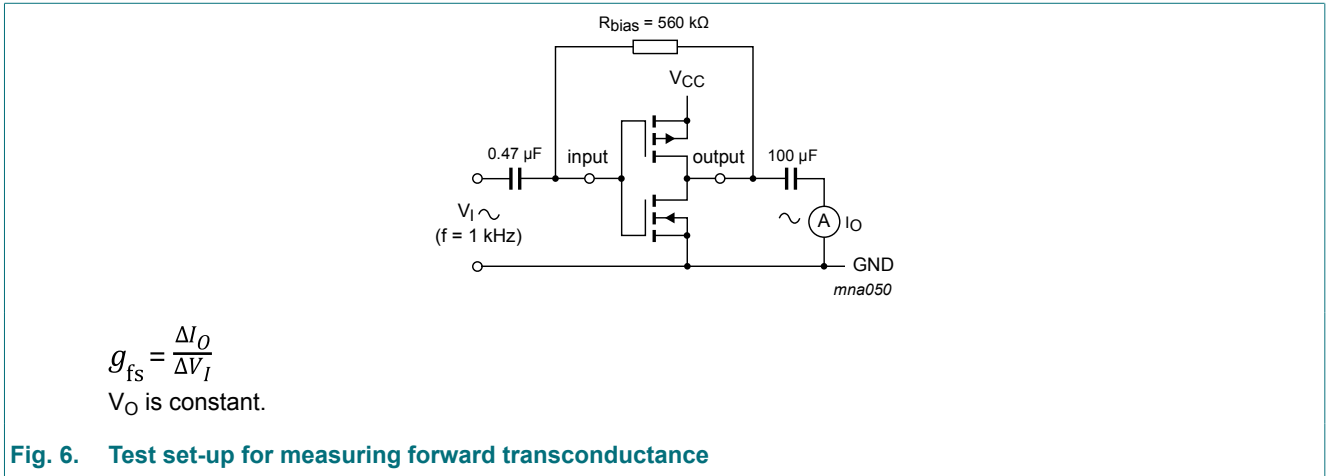 Rbias = 560 kΩ
VCC
0.47 µF
input
output
100 µF
VI
(f = 1 kHz)
A
IO
GND
mna050
gfs = ΔIO/ΔVI
VO is constant.
Fig. 6. Test set-up for measuring forward transconductance